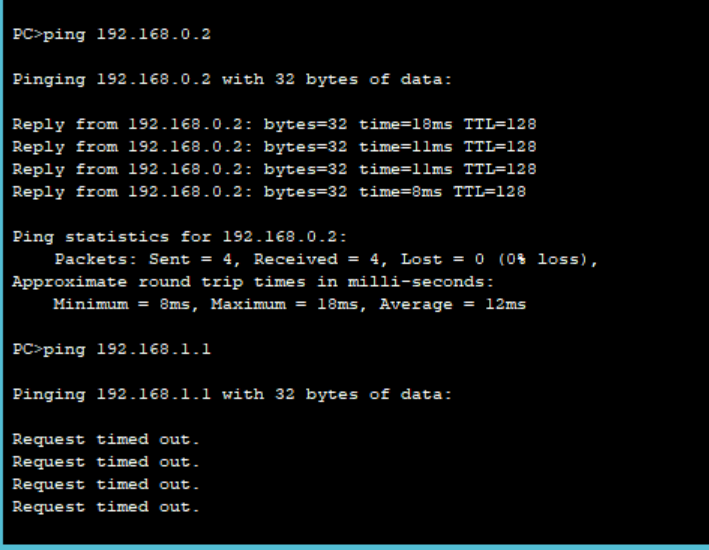 PC>ping 192.168.0.2
Pinging 192.168.0.2 with 32 bytes of data:
Reply from 192.168.0.2: bytes=32 time=18ms TTL=128
Reply from 192.168.0.2: bytes=32 time=11ms TTL=128
Reply from 192.168.0.2: bytes=32 time=11ms TTL=128
Reply from 192.168.0.2: bytes=32 time=8ms TTL=128
Ping statistics for 192.168.0.2:
    Packets: Sent = 4, Received = 4, Lost = 0 (0% loss),
Approximate round trip times in milli-seconds:
    Minimum = 8ms, Maximum = 18ms, Average = 12ms
PC>ping 192.168.1.1
Pinging 192.168.1.1 with 32 bytes of data:
Request timed out.
Request timed out.
Request timed out.
Request timed out.